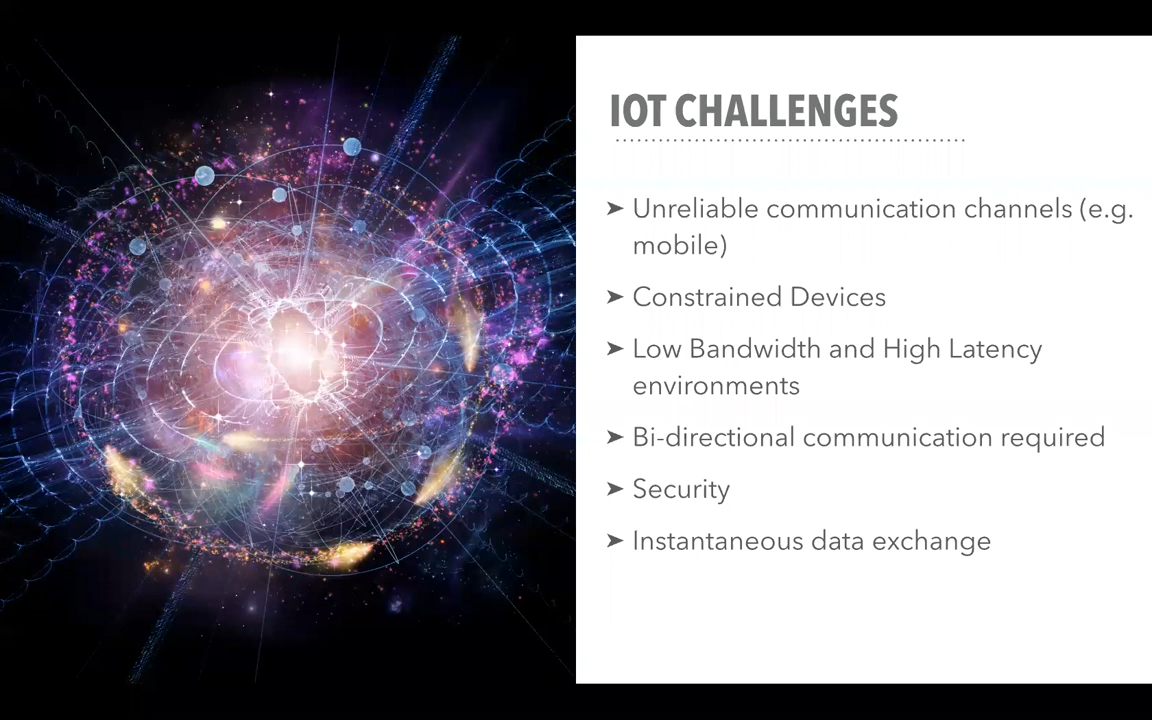 IOT CHALLENGES
➤ Unreliable communication channels (e.g.
mobile)
➤ Constrained Devices
➤ Low Bandwidth and High Latency
environments
➤ Bi-directional communication required
➤ Security
➤ Instantaneous data exchange